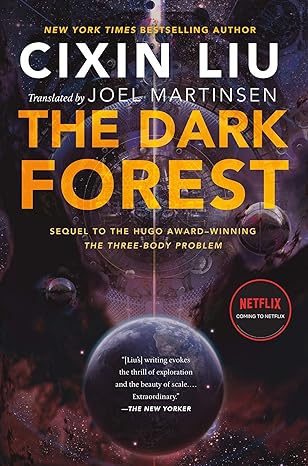 NEW YORK TIMES BESTSELLING AUTHOR
CIXIN LIU
Translated by JOEL MARTINSEN
THE DARK
FOREST
SEQUEL TO THE HUGO AWARD–WINNING
THE THREE-BODY PROBLEM
NETFLIX
COMING TO NETFLIX
"[Liu's] writing evokes
the thrill of exploration
and the beauty of scale....
Extraordinary."
—THE NEW YORKER